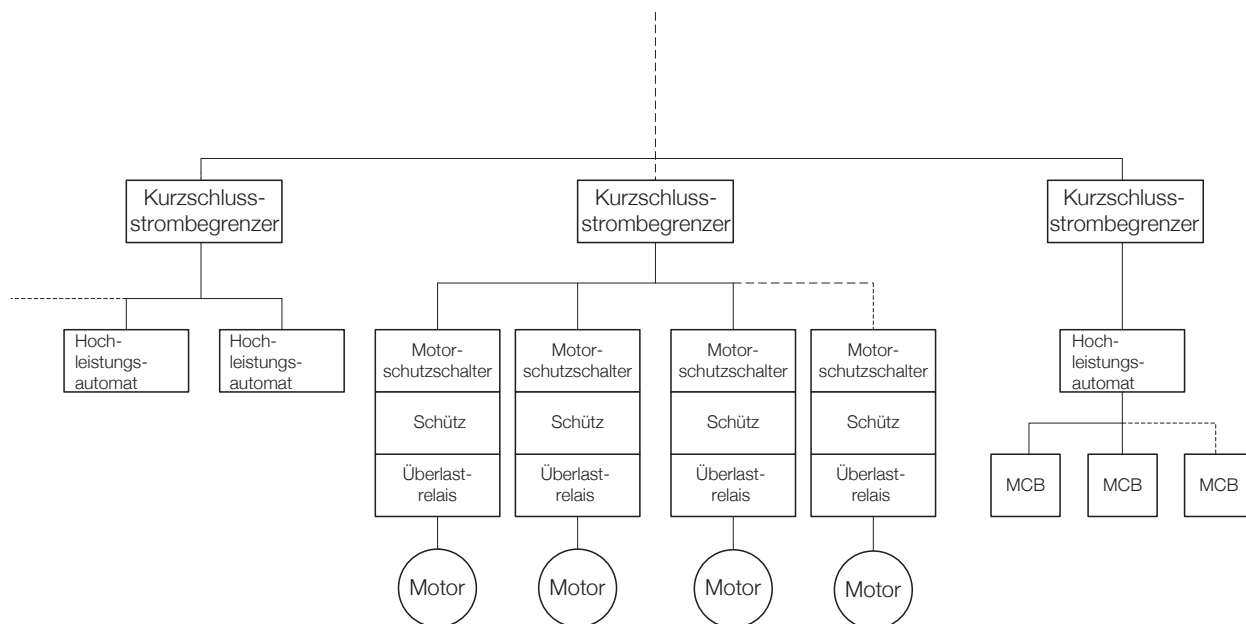 Kurzschluss-
strombegrenzer
Kurzschluss-
strombegrenzer
Kurzschluss-
strombegrenzer
Hoch-
leistungs-
automat
Hoch-
leistungs-
automat
Motor-
schutzschalter
Schütz
Überlast-
relais
Motor
Motor-
schutzschalter
Schütz
Überlast-
relais
Motor
Motor-
schutzschalter
Schütz
Überlast-
relais
Motor
Motor-
schutzschalter
Schütz
Überlast-
relais
Motor
Hoch-
leistungs-
automat
MCB
MCB
MCB